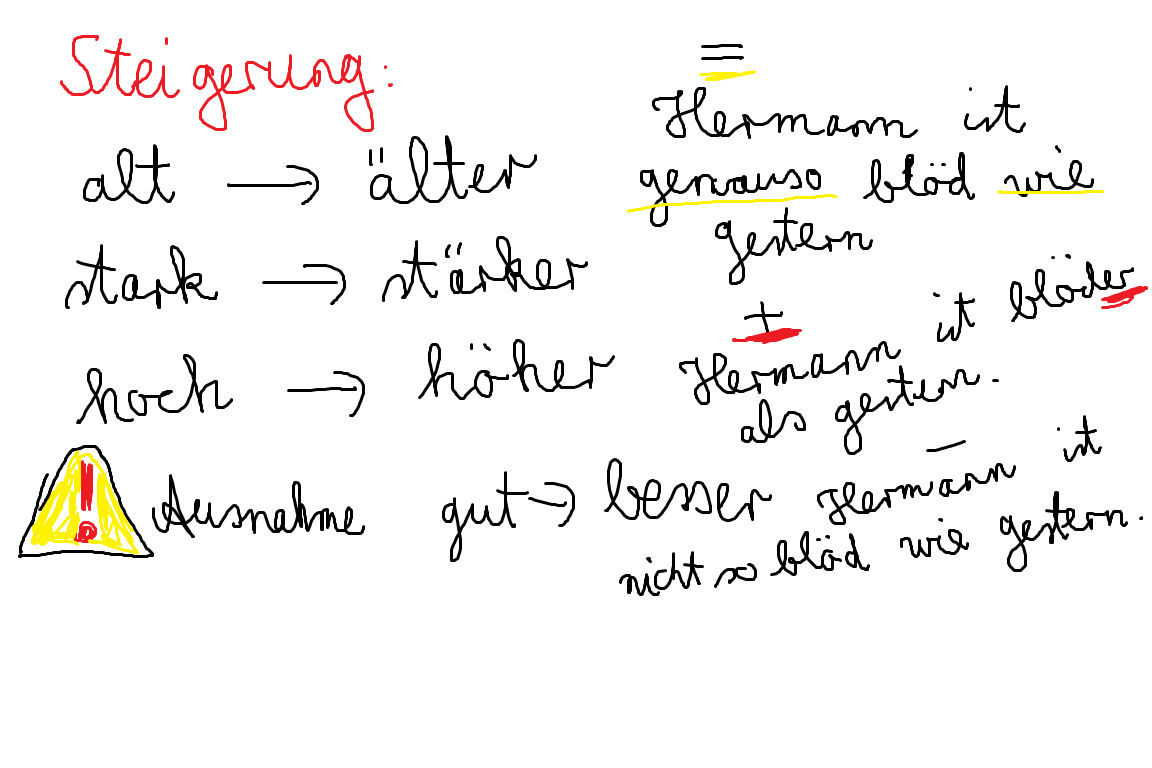 Steigerung:
alt → älter
stark → stärker
hoch → höher
! Ausnahme gut → besser
=
Hermann ist
genauso blöd wie
gestern
+
Hermann ist blöder
als gestern.
—
Hermann ist
nicht so blöd wie gestern.